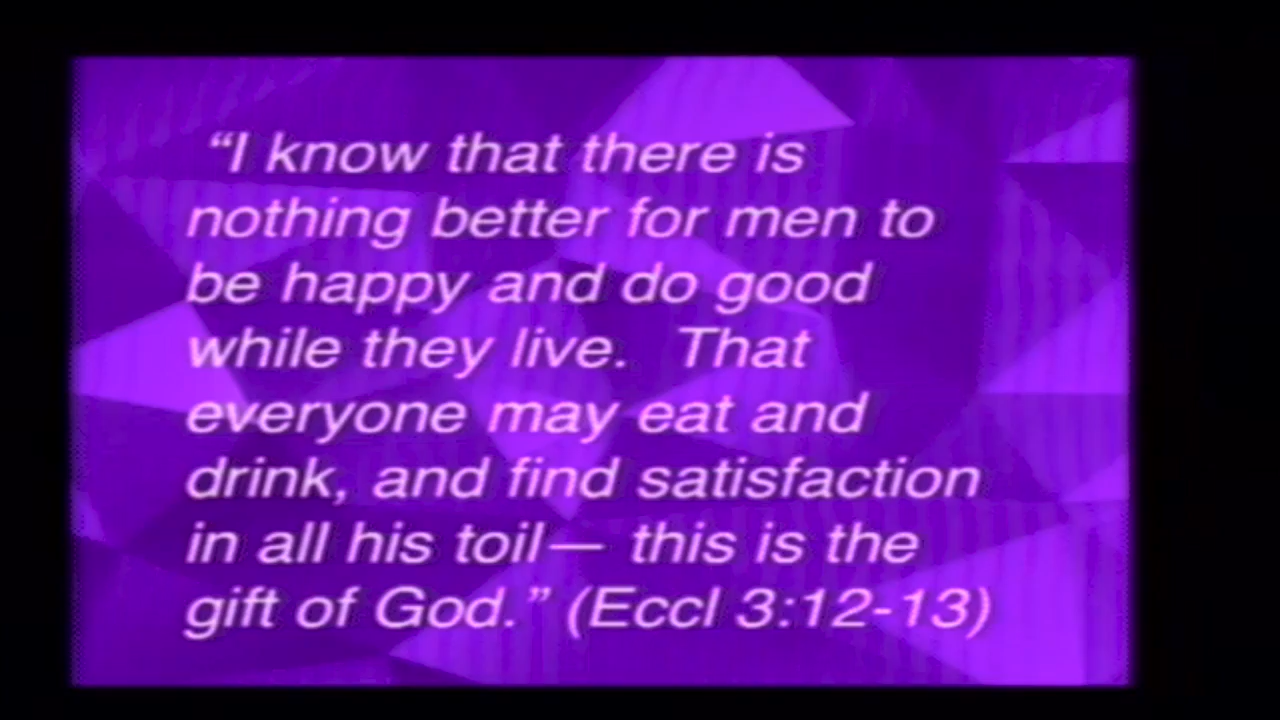 “I know that there is
nothing better for men to
be happy and do good
while they live.  That
everyone may eat and
drink, and find satisfaction
in all his toil— this is the
gift of God.” (Eccl 3:12-13)